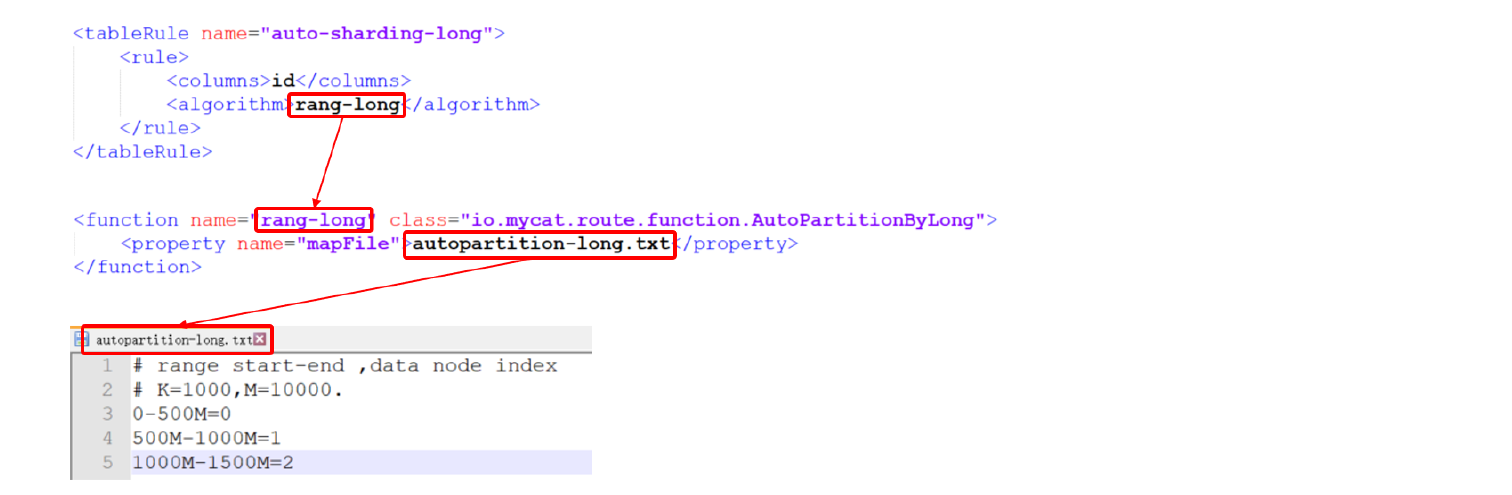 <tableRule name="auto-sharding-long">
<rule>
<columns>id</columns>
<algorithm>rang-long</algorithm>
</rule>
</tableRule>
<function name="rang-long" class="io.mycat.route.function.AutoPartitionByLong">
<property name="mapFile">autopartition-long.txt</property>
</function>
autopartition-long.txt
1 # range start-end ,data node index
2 # K=1000,M=10000.
3 0-500M=0
4 500M-1000M=1
5 1000M-1500M=2